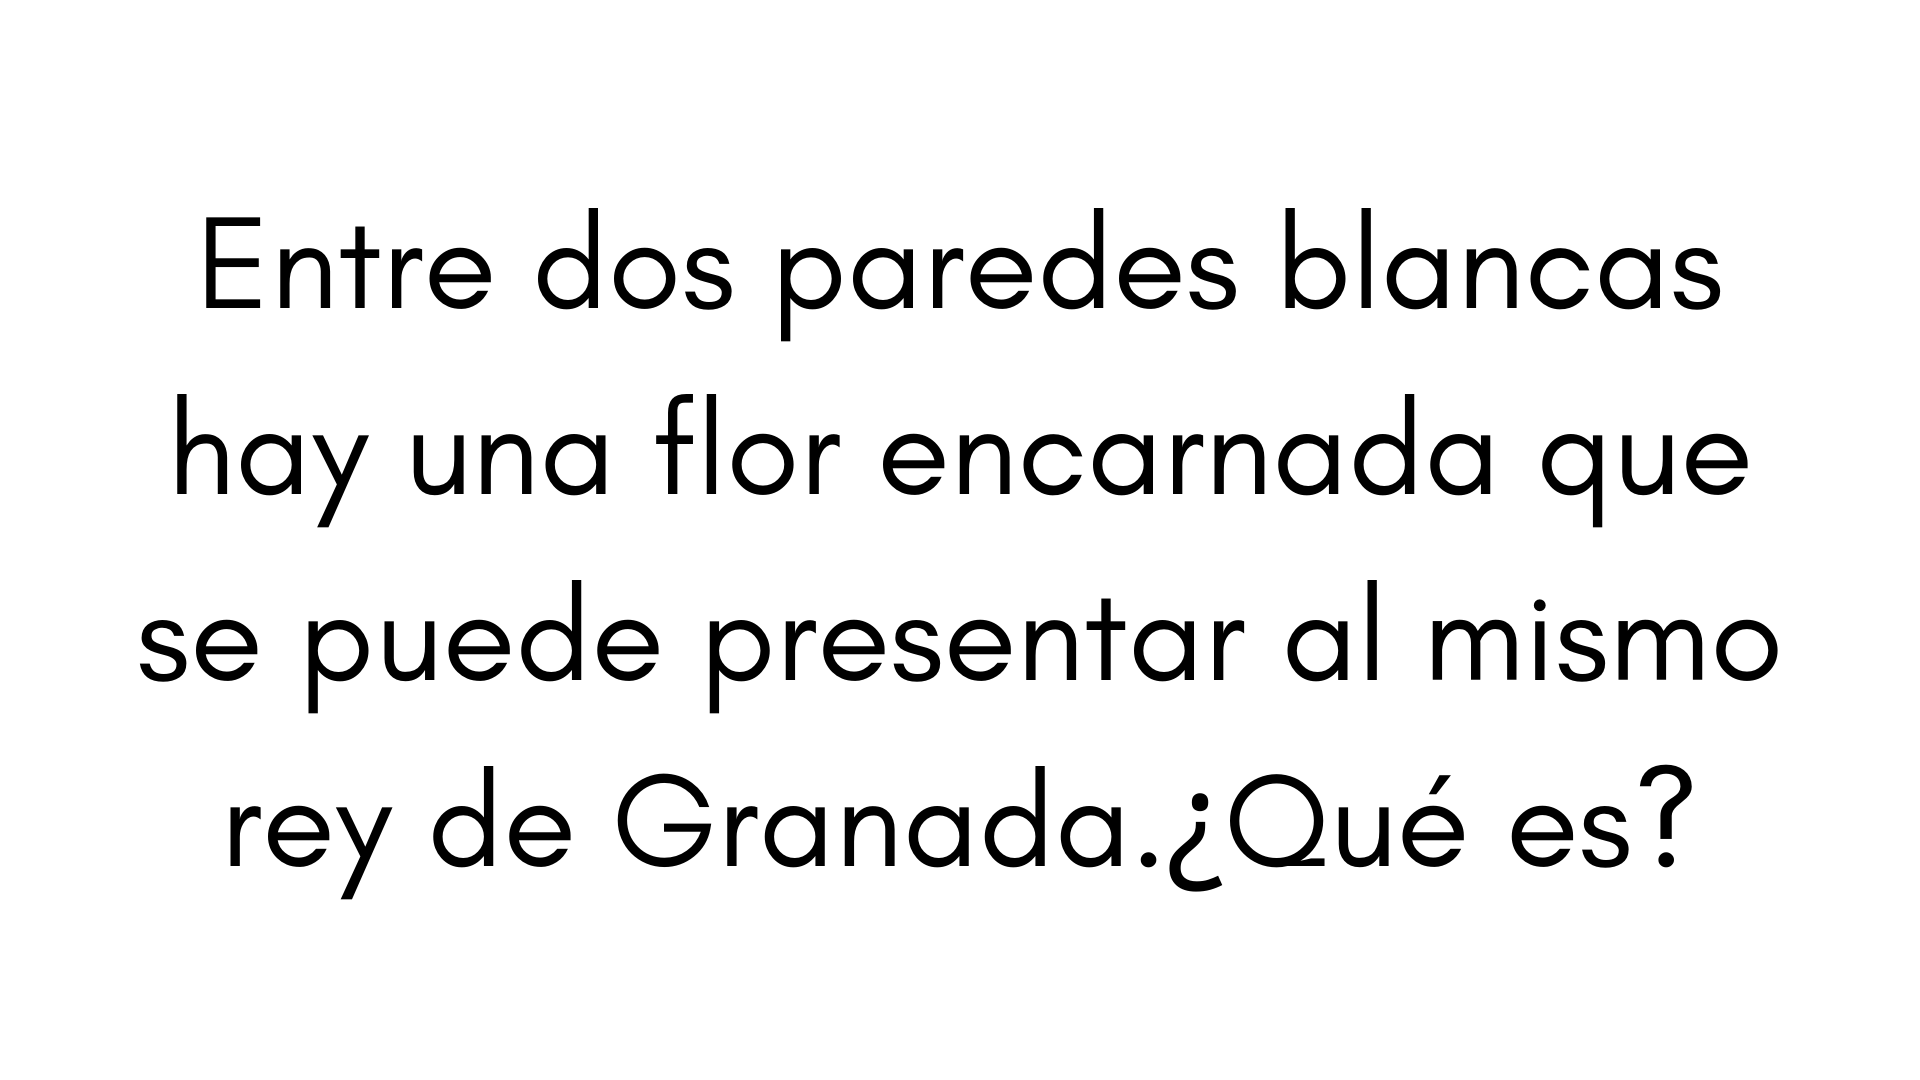 Entre dos paredes blancas
hay una flor encarnada que
se puede presentar al mismo
rey de Granada.¿Qué es?